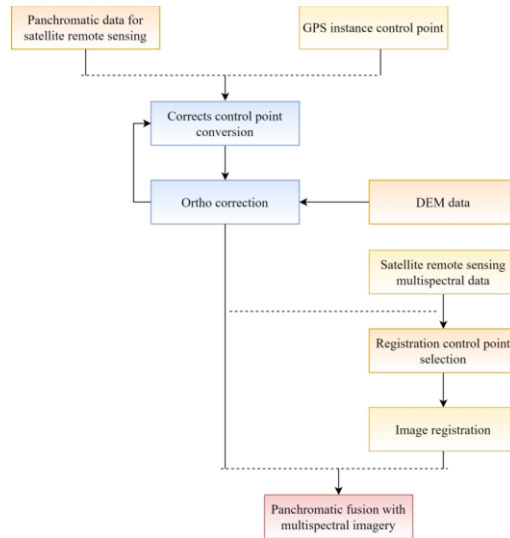 Panchromatic data for
satellite remote sensing
GPS instance control point
Corrects control point
conversion
Ortho correction
DEM data
Satellite remote sensing
multispectral data
Registration control point
selection
Image registration
Panchromatic fusion with
multispectral imagery